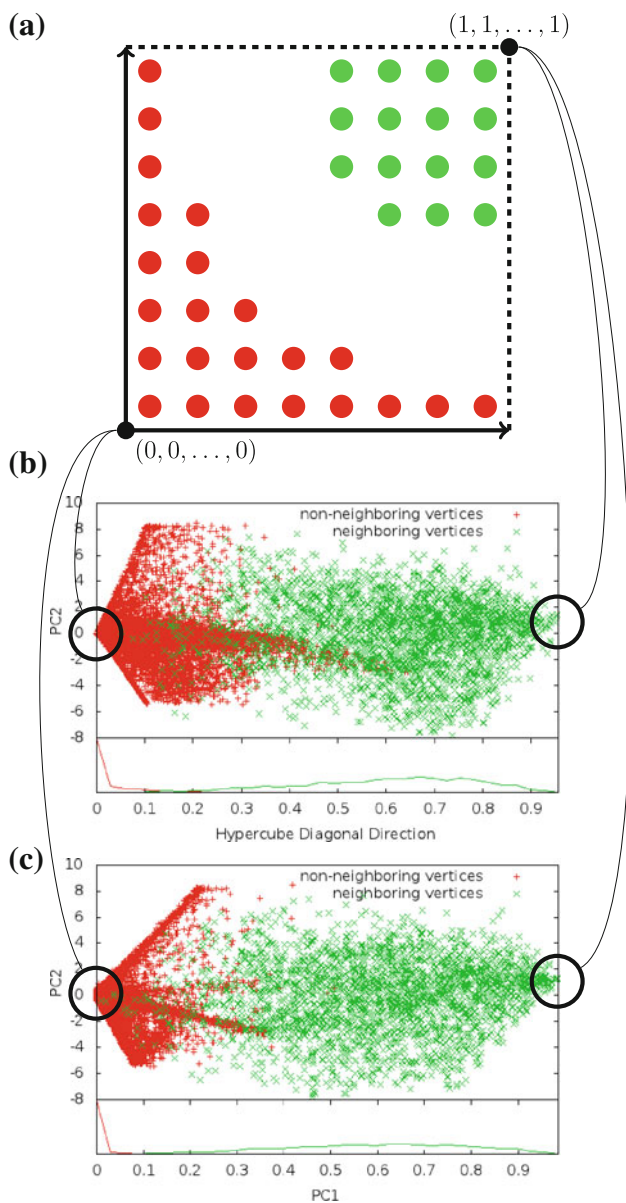 (a)
(1, 1, . . . , 1)
(0, 0, . . . , 0)
(b)
10
8
6
4
2
0
-2
-4
-6
-8
PC2
non-neighboring vertices
neighboring vertices
0 0.1 0.2 0.3 0.4 0.5 0.6 0.7 0.8 0.9
Hypercube Diagonal Direction
(c)
10
8
6
4
2
0
-2
-4
-6
-8
PC2
non-neighboring vertices
neighboring vertices
0 0.1 0.2 0.3 0.4 0.5 0.6 0.7 0.8 0.9
PC1